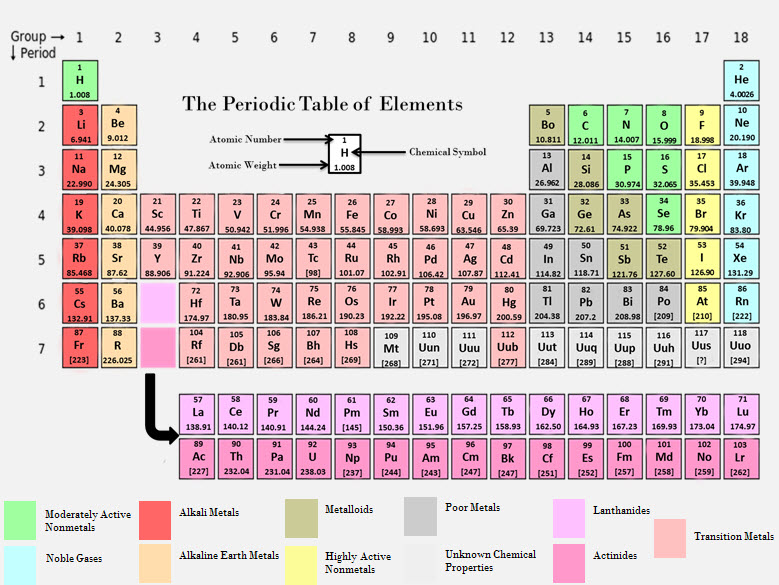 Group → 1 2 3 4 5 6 7 8 9 10 11 12 13 14 15 16 17 18
↓ Period
1 2
1 H He
1.008 4.0026
The Periodic Table of Elements
3 4 5 6 7 8 9 10
2 Li Be Bo C N O F Ne
6.941 9.012 10.811 12.011 14.007 15.999 18.998 20.190
Atomic Number 1
H Chemical Symbol
Atomic Weight 1.008
11 12 13 14 15 16 17 18
3 Na Mg Al Si P S Cl Ar
22.990 24.305 26.962 28.086 30.974 32.065 35.453 39.948
19 20 21 22 23 24 25 26 27 28 29 30 31 32 33 34 35 36
4 K Ca Sc Ti V Cr Mn Fe Co Ni Cu Zn Ga Ge As Se Br Kr
39.098 40.078 44.956 47.867 50.942 51.996 54.938 55.845 58.993 58.693 63.546 65.39 69.723 72.61 74.922 78.96 79.904 83.80
37 38 39 40 41 42 43 44 45 46 47 48 49 50 51 52 53 54
5 Rb Sr Y Zr Nb Mo Tc Ru Rh Pd Ag Cd In Sn Sb Te I Xe
85.468 87.62 88.906 91.224 92.906 95.94 [98] 101.07 102.91 106.42 107.87 112.41 114.82 118.71 121.76 127.60 126.90 131.29
55 56 72 73 74 75 76 77 78 79 80 81 82 83 84 85 86
6 Cs Ba Hf Ta W Re Os Ir Pt Au Hg Tl Pb Bi Po At Rn
132.91 137.33 174.97 180.95 183.84 186.21 190.23 192.22 195.08 196.97 200.59 204.38 207.2 208.98 [209] [210] [222]
87 88 104 105 106 107 108 109 110 111 112 113 114 115 116 117 118
7 Fr R Rf Db Sg Bh Hs Mt Uun Uuu Uub Uut Uuq Uup Uuh Uus Uuo
[223] 226.025 [261] [261] [266] [264] [269] [268] [271] [272] [277] [284] [289] [288] [291] [?] [294]
57 58 59 60 61 62 63 64 65 66 67 68 69 70 71
La Ce Pr Nd Pm Sm Eu Gd Tb Dy Ho Er Tm Yb Lu
138.91 140.12 140.91 144.24 [145] 150.36 151.96 157.25 158.93 162.50 164.93 167.23 169.93 173.04 174.97
89 90 91 92 93 94 95 96 97 98 99 100 101 102 103
Ac Th Pa U Np Pu Am Cm Bk Cf Es Fm Md No Lr
[227] 232.04 231.04 238.03 [237] [244] [243] [247] [247] [251] [252] [257] [258] [259] [262]
Moderately Active
Nonmetals
Alkali Metals
Metalloids
Poor Metals
Lanthanides
Transition Metals
Noble Gases
Alkaline Earth Metals
Highly Active
Nonmetals
Unknown Chemical
Properties
Actinides